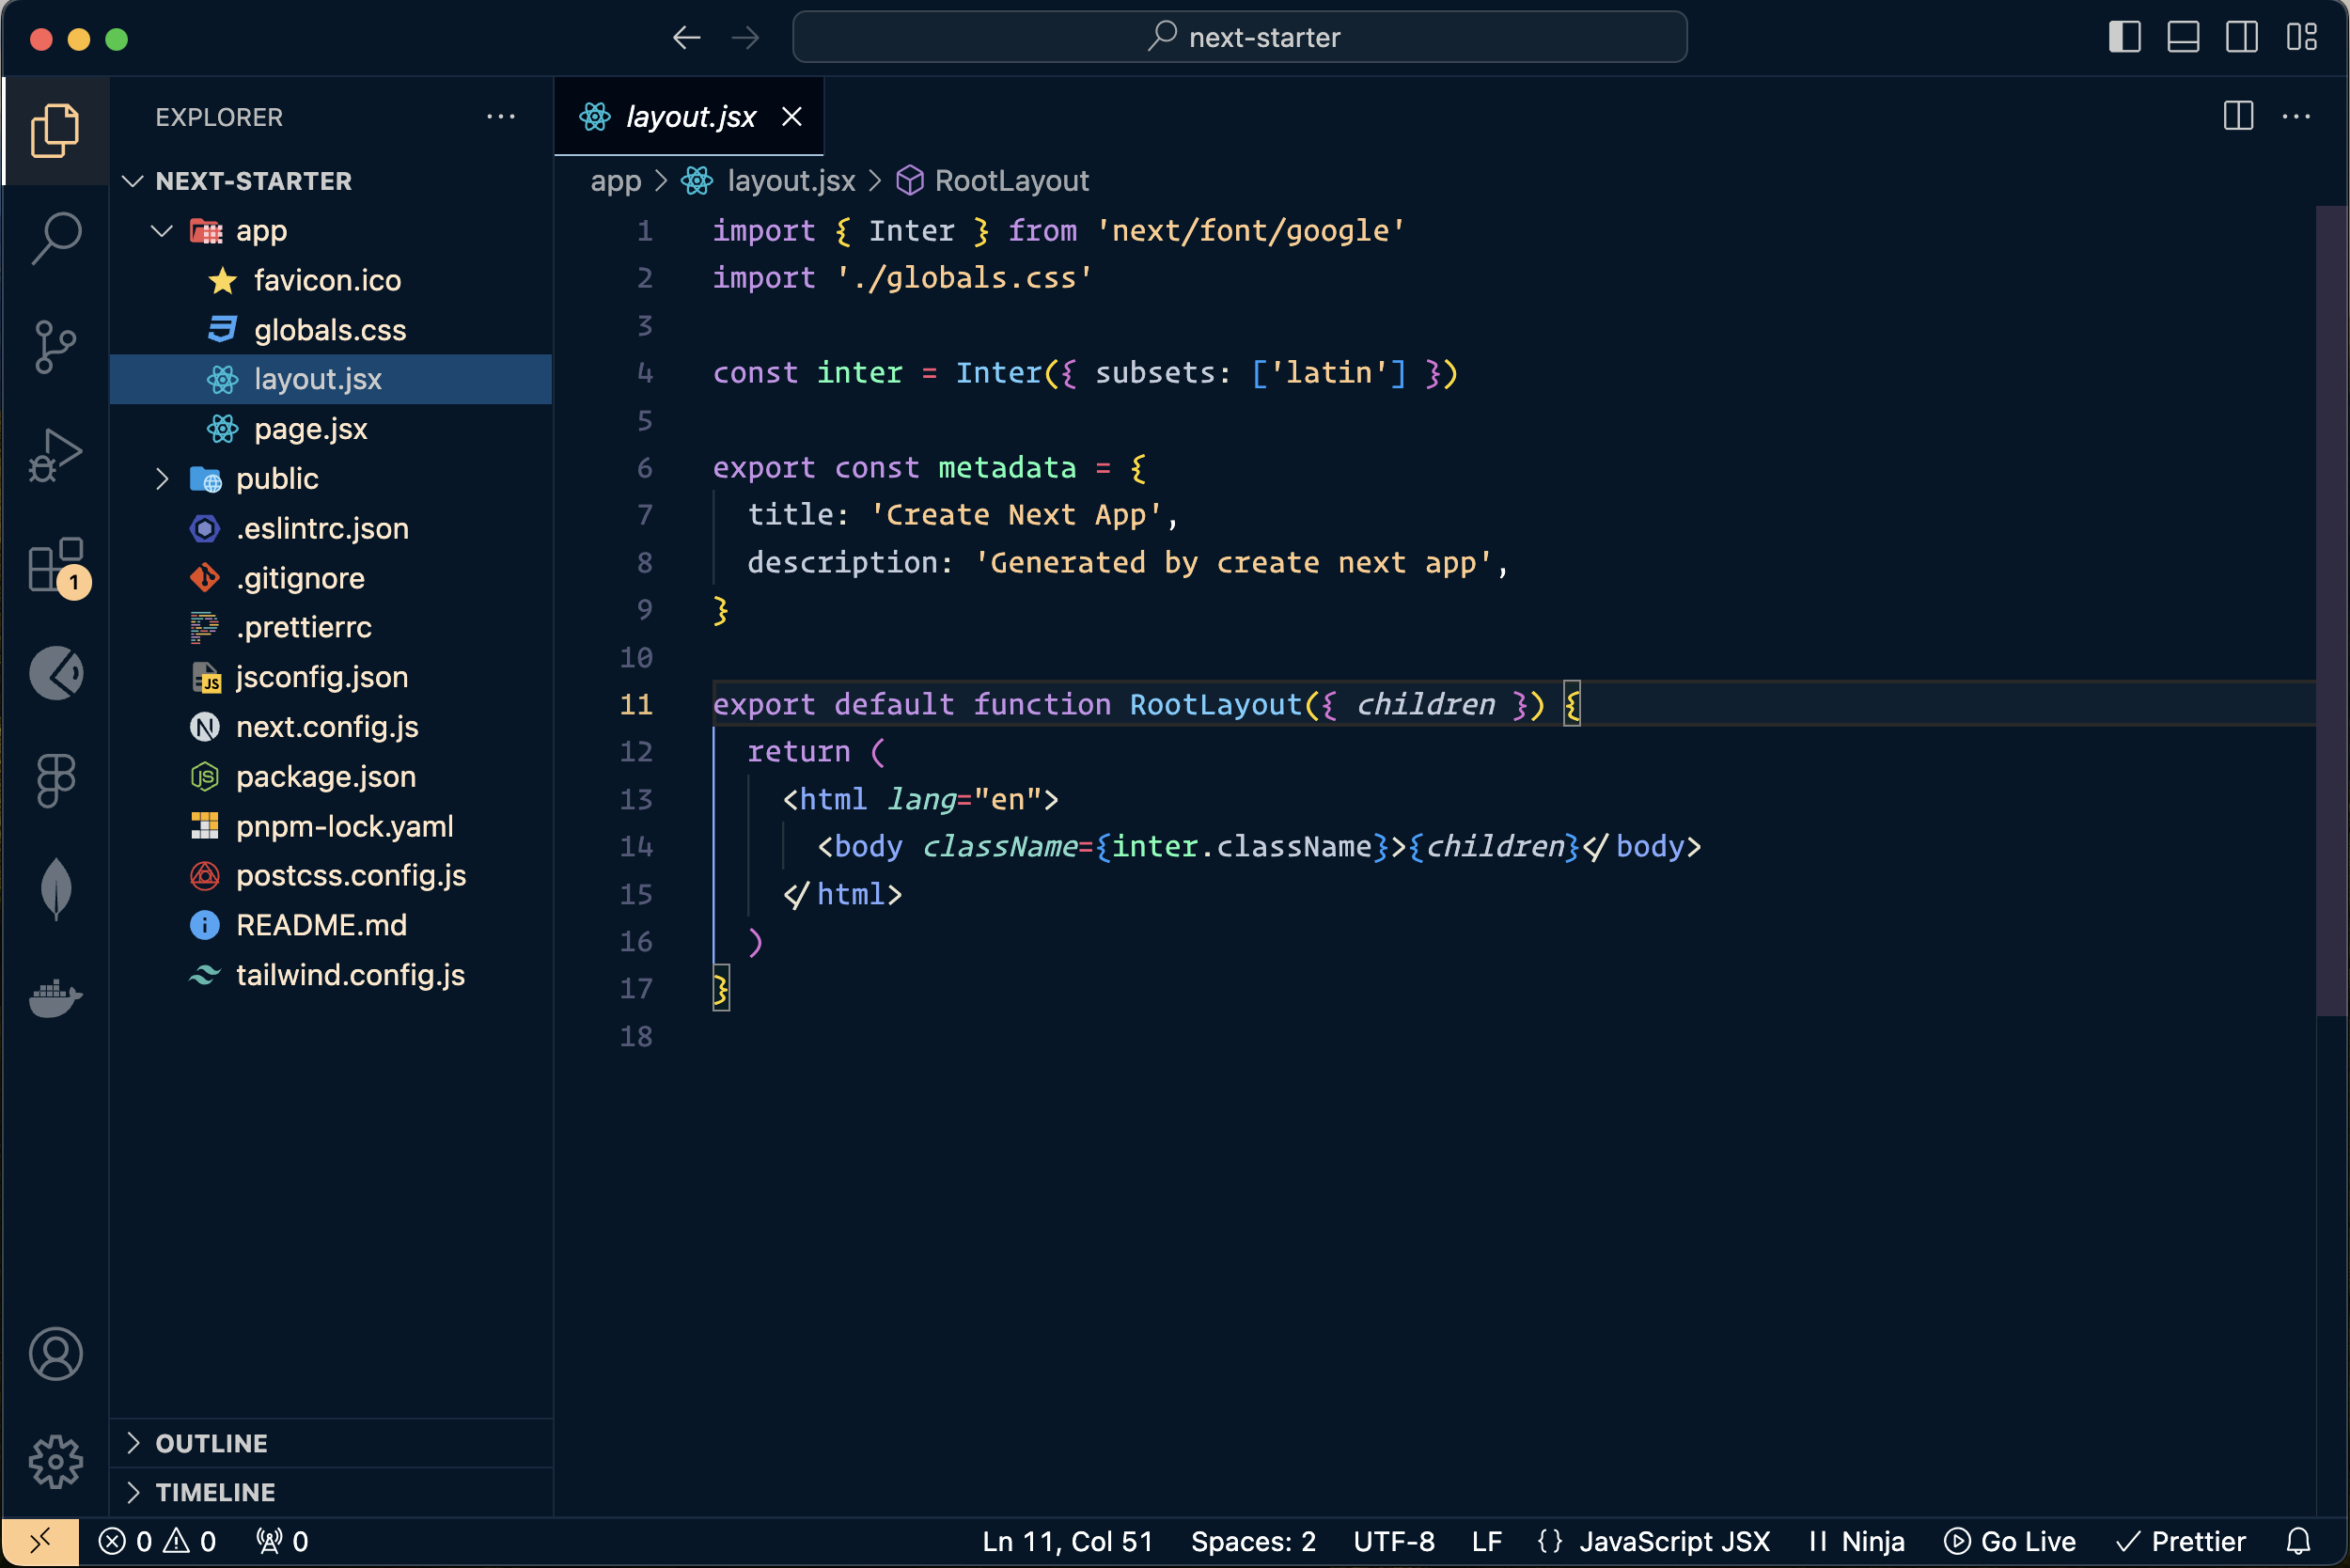 next-starter
EXPLORER
NEXT-STARTER
app
favicon.ico
globals.css
layout.jsx
page.jsx
public
.eslintrc.json
.gitignore
.prettierrc
JS
jsconfig.json
N
next.config.js
JS
package.json
pnpm-lock.yaml
postcss.config.js
README.md
tailwind.config.js
1
OUTLINE
TIMELINE
layout.jsx
app > layout.jsx > RootLayout
1 import { Inter } from 'next/font/google'
2 import './globals.css'
3
4 const inter = Inter({ subsets: ['latin'] })
5
6 export const metadata = {
7   title: 'Create Next App',
8   description: 'Generated by create next app',
9 }
10
11 export default function RootLayout({ children }) {
12   return (
13     <html lang="en">
14       <body className={inter.className}>{children}</body>
15     </html>
16   )
17 }
18
0 0 0 Ln 11, Col 51 Spaces: 2 UTF-8 LF {} JavaScript JSX Ninja Go Live Prettier